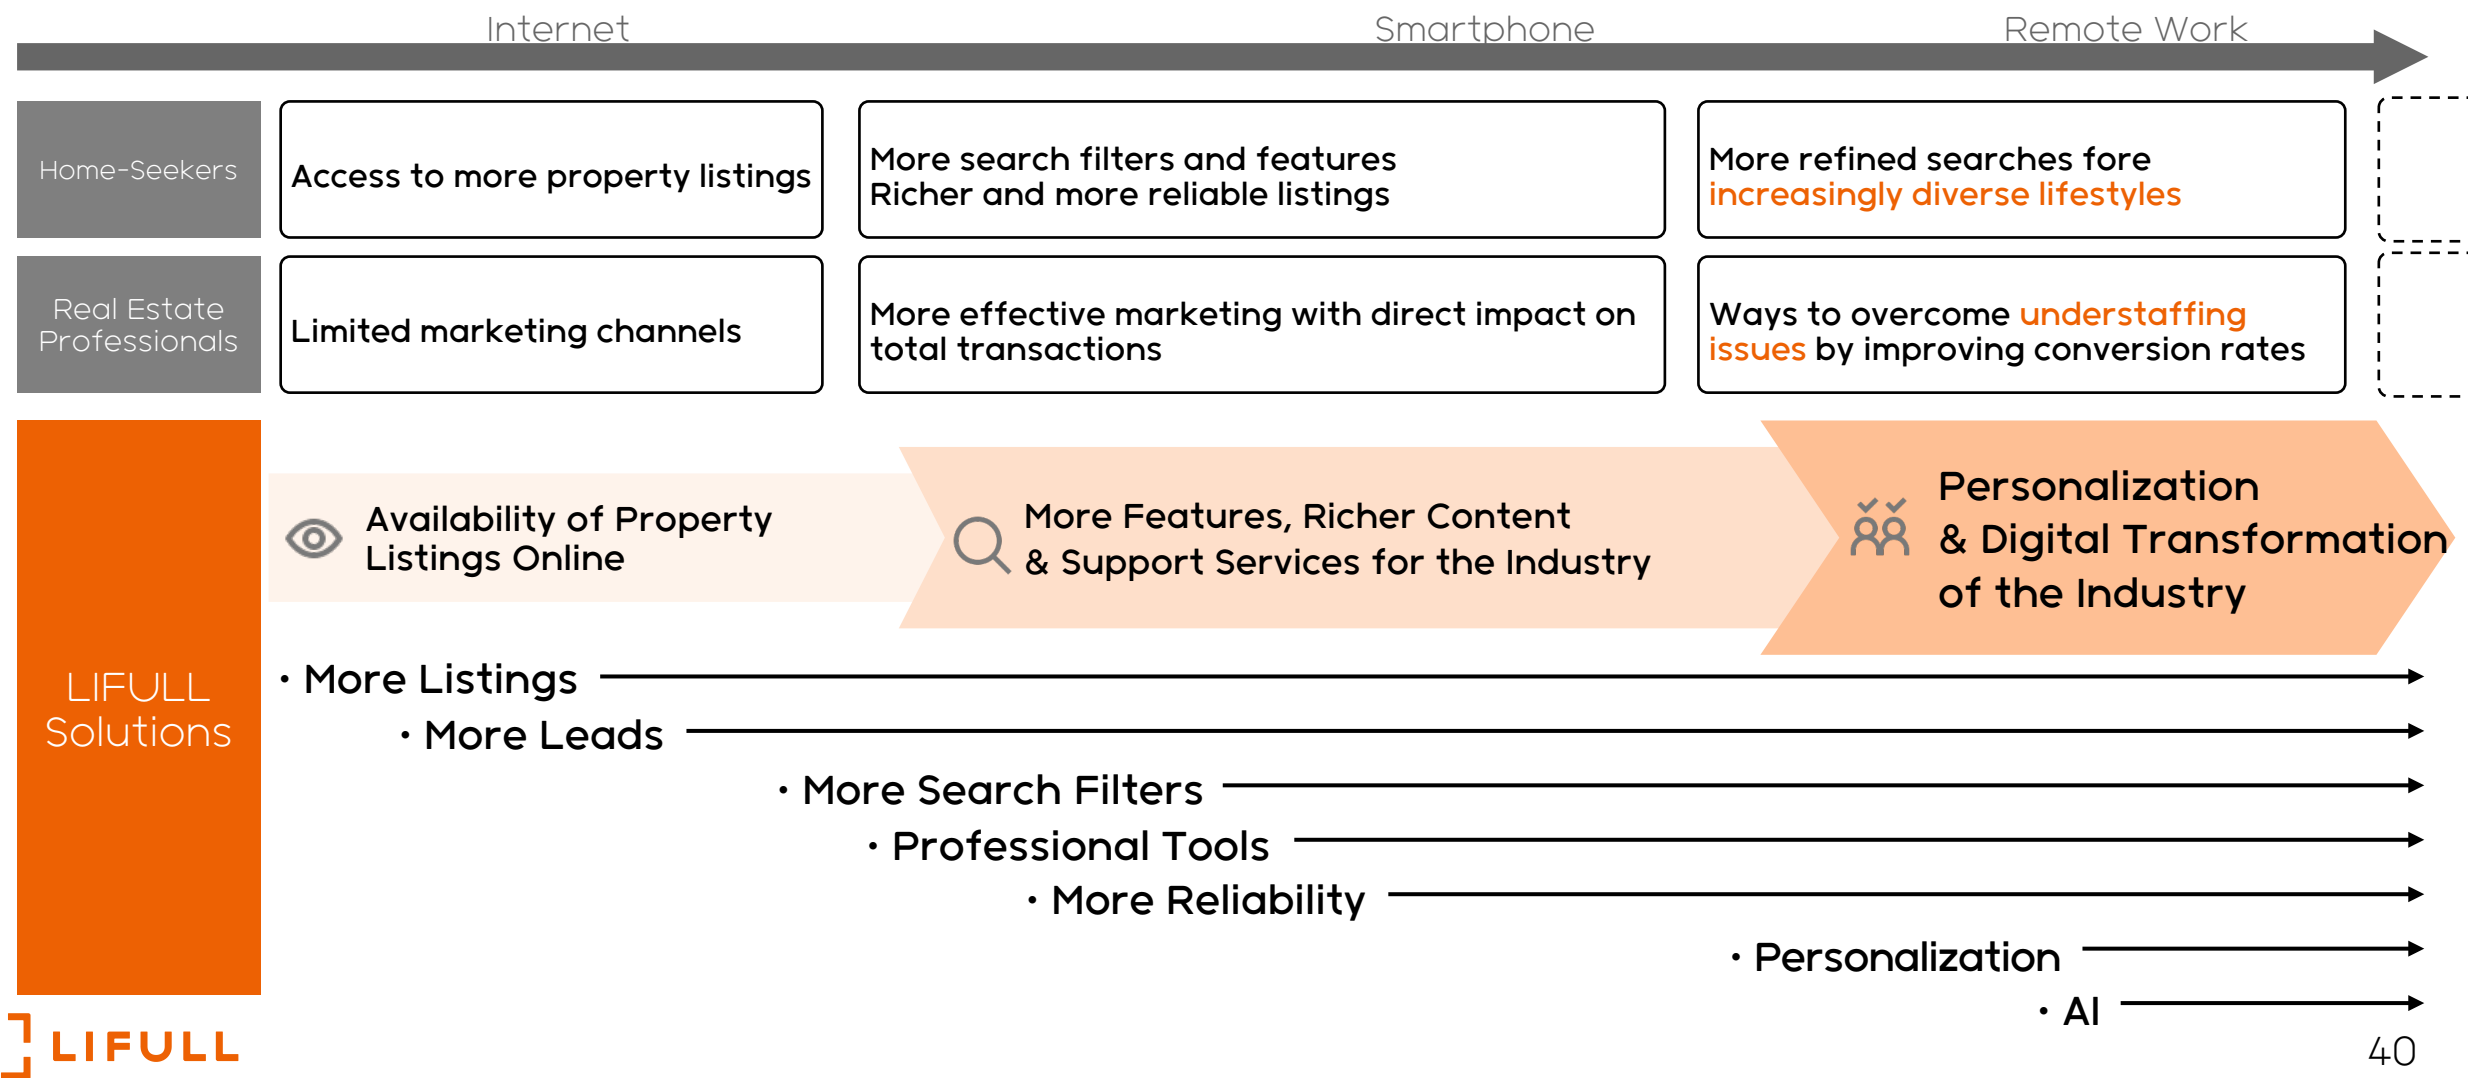 Internet
Smartphone
Remote Work
Home-Seekers
Access to more property listings
More search filters and features
Richer and more reliable listings
More refined searches fore
increasingly diverse lifestyles
Real Estate
Professionals
Limited marketing channels
More effective marketing with direct impact on
total transactions
Ways to overcome understaffing
issues by improving conversion rates
LIFULL
Solutions
Availability of Property
Listings Online
More Features, Richer Content
& Support Services for the Industry
Personalization
& Digital Transformation
of the Industry
・More Listings
・More Leads
・More Search Filters
・Professional Tools
・More Reliability
・Personalization
・AI
LIFULL
40